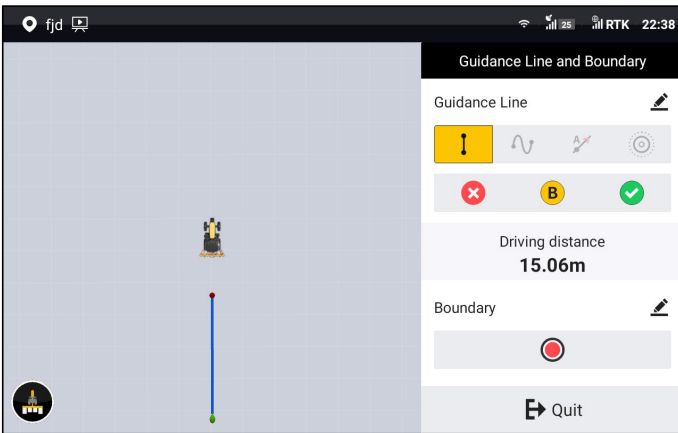 fjd
25 RTK 22:38
Guidance Line and Boundary
Guidance Line
A
B
Driving distance
15.06m
Boundary
Quit